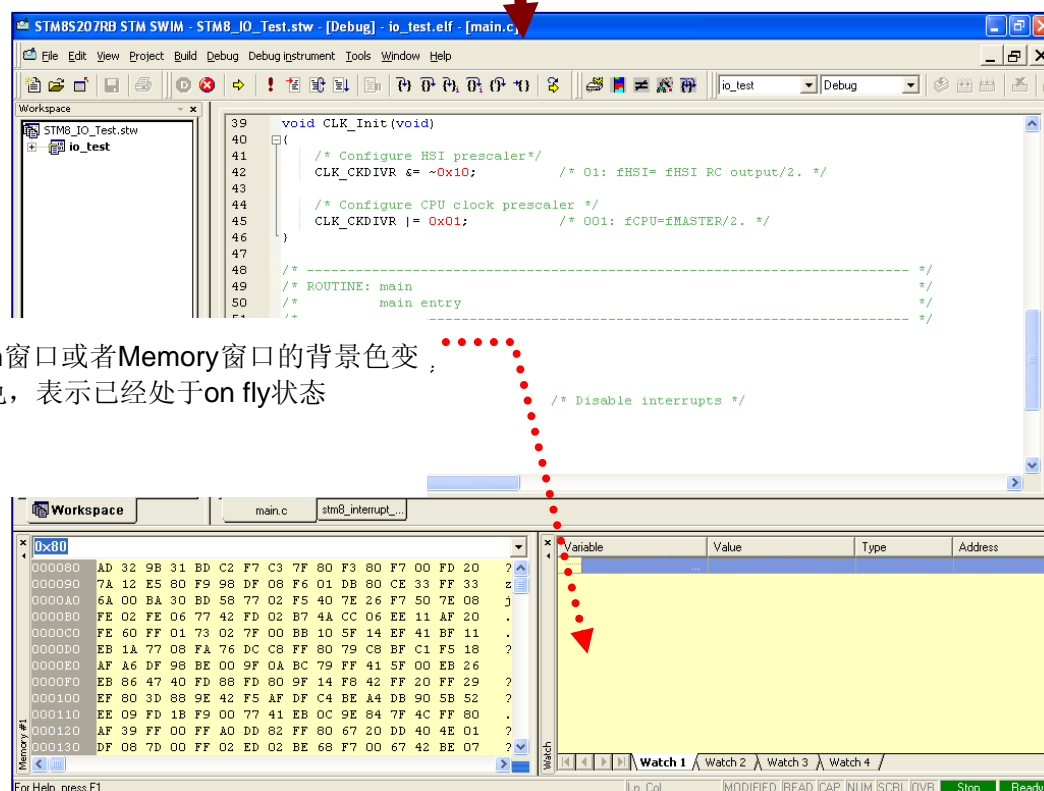 STM8S207RB STM SWIM - STM8_IO_Test.stw - [Debug] - io_test.elf - [main.c]
File Edit View Project Build Debug Debug instrument Tools Window Help
io_test Debug
Workspace
STM8_IO_Test.stw
io_test
39 void CLK_Init(void)
40 {
41 /* Configure HSI prescaler*/
42 CLK_CKDIVR &= ~0x10; /* 01: fHSI= fHSI RC output/2. */
43
44 /* Configure CPU clock prescaler */
45 CLK_CKDIVR |= 0x01; /* 001: fCPU=fMASTER/2. */
46 }
47
48 /* -------------------------------------------------------------------------- */
49 /* ROUTINE: main */
50 /* main entry */
窗口或者Memory窗口的背景色变
,表示已经处于on fly状态
/* Disable interrupts */
Workspace
main.c stm8_interrupt_...
0x80
000080 AD 32 9B 31 BD C2 F7 C3 7F 80 F3 80 F7 00 FD 20 ?
000090 7A 12 E5 80 F9 98 DF 08 F6 01 DB 80 CE 33 FF 33 z
0000A0 6A 00 BA 30 BD 58 77 02 F5 40 7E 26 F7 50 7E 08 j
0000B0 FE 02 FE 06 77 42 FD 02 B7 4A CC 06 EE 11 AF 20 .
0000C0 FE 60 FF 01 73 02 7F 00 BB 10 5F 14 EF 41 BF 11 .
0000D0 EB 1A 77 08 FA 76 DC C8 FF 80 79 C8 BF C1 F5 18 ?
0000E0 AF A6 DF 98 BE 00 9F 0A BC 79 FF 41 5F 00 EB 26
0000F0 EB 86 47 40 FD 88 FD 80 9F 14 F8 42 FF 20 FF 29 ?
000100 EF 80 3D 88 9E 42 F5 AF DF C4 BE A4 DB 90 5B 52 ?
000110 EE 09 FD 1B F9 00 77 41 EB 0C 9E 84 7F 4C FF 80 .
000120 AF 39 FF 00 FF A0 DD 82 FF 80 67 20 DD 40 4E 01 ?
000130 DF 08 7D 00 FF 02 ED 02 BE 68 F7 00 67 42 BE 07 ?
Memory #1
Variable Value Type Address
...
Watch
Watch 1 Watch 2 Watch 3 Watch 4
For Help, press F1
Ln, Col MODIFIED READ CAP NUM SCRL OVR Stop Ready